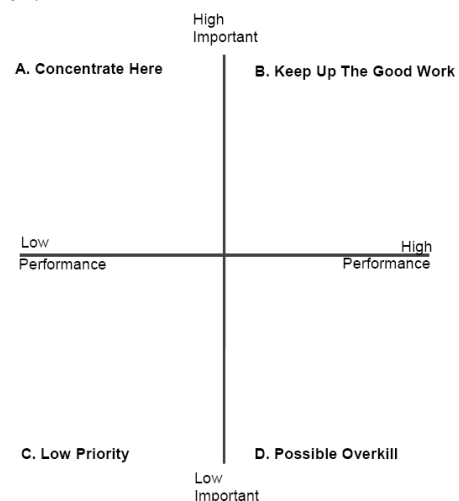 High
Important
A. Concentrate Here
B. Keep Up The Good Work
Low
Performance
High
Performance
C. Low Priority
D. Possible Overkill
Low
Important